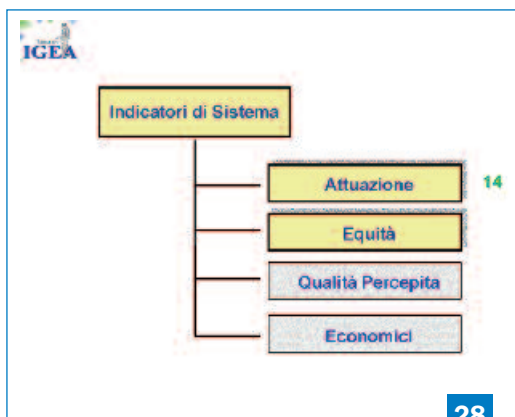 IGEA
Indicatori di Sistema
Attuazione 14
Equità
Qualità Percepita
Economici
28